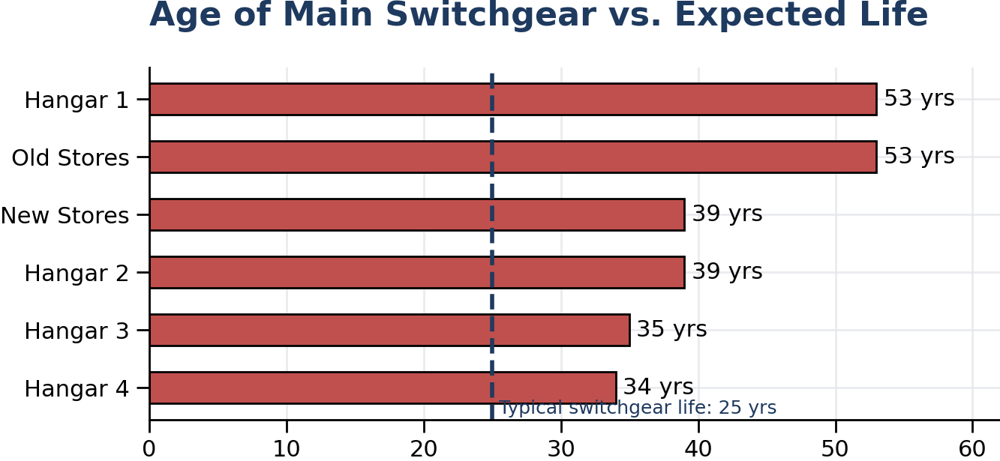 Age of Main Switchgear vs. Expected Life
Hangar 1 53 yrs
Old Stores 53 yrs
New Stores 39 yrs
Hangar 2 39 yrs
Hangar 3 35 yrs
Hangar 4 34 yrs
Typical switchgear life: 25 yrs
0 10 20 30 40 50 60